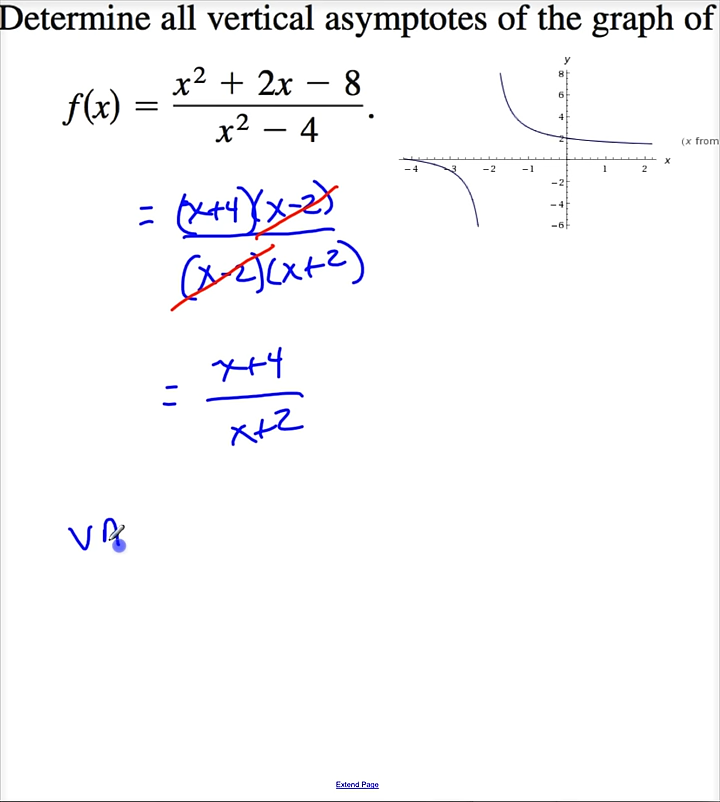 Determine all vertical asymptotes of the graph of
f(x) = (x² + 2x − 8) / (x² − 4).
= (x+4)(x-2) / (x-2)(x+2)
= x+4 / x+2
VA
y
8
6
4
2
−2
−4
−6
−4 −3 −2 −1 1 2 x
(x from
Extend Page